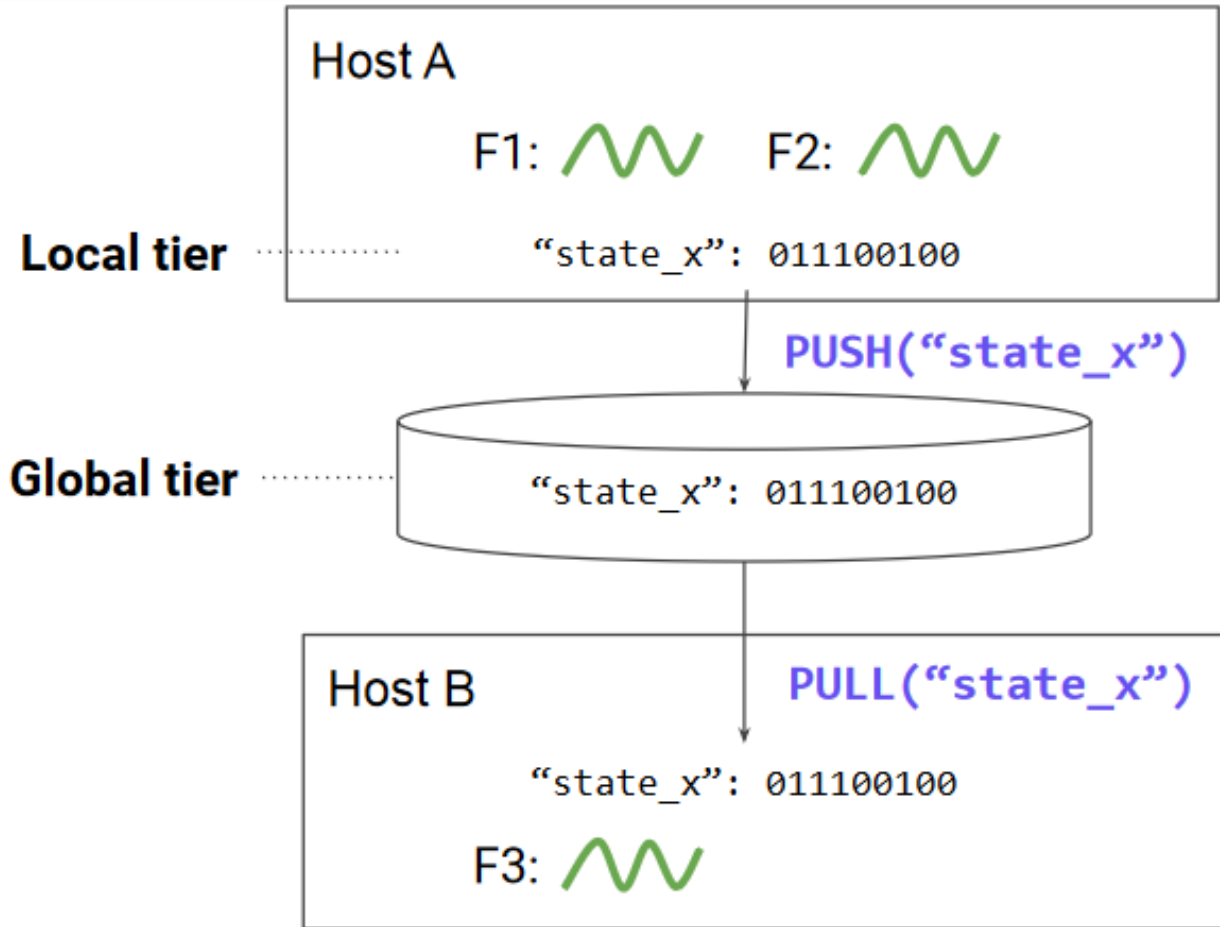 Host A
F1: F2:
Local tier “state_x”: 011100100
PUSH(“state_x”)
Global tier “state_x”: 011100100
Host B PULL(“state_x”)
“state_x”: 011100100
F3: